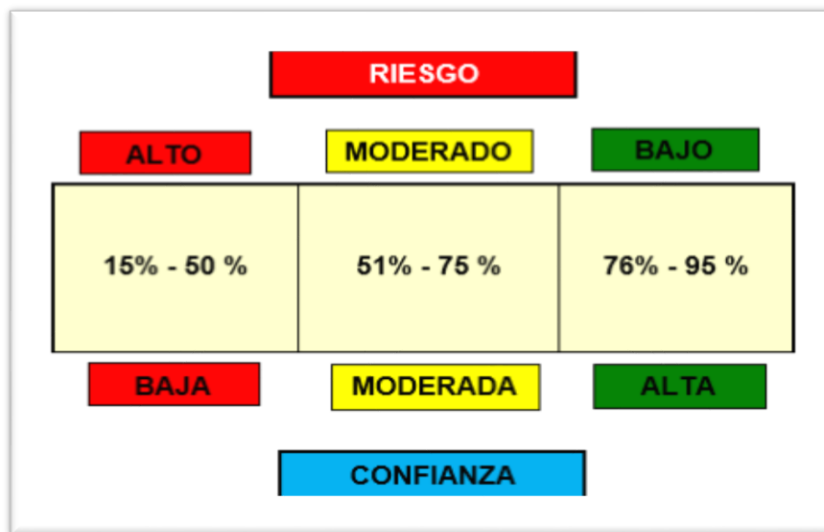 RIESGO
ALTO MODERADO BAJO
15% - 50 % 51% - 75 % 76% - 95 %
BAJA MODERADA ALTA
CONFIANZA